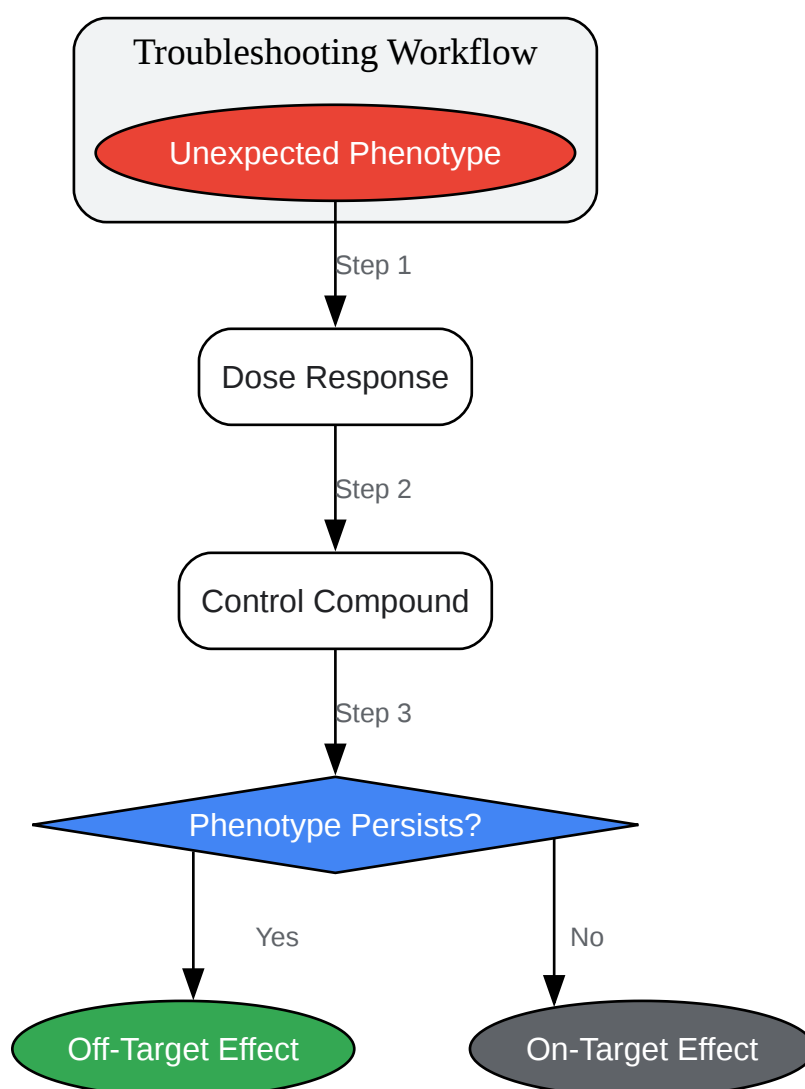 Troubleshooting Workflow
Unexpected Phenotype
Step 1
Dose Response
Step 2
Control Compound
Step 3
Phenotype Persists?
Yes
No
Off-Target Effect
On-Target Effect